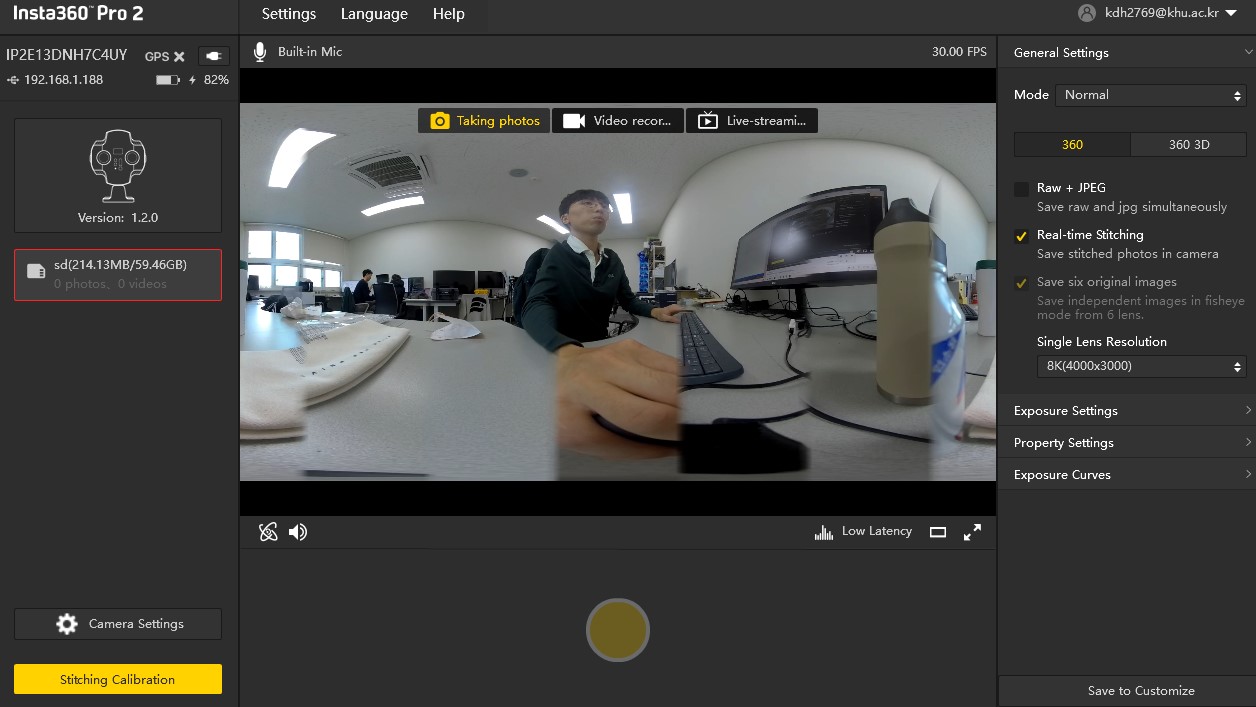 Insta360™ Pro 2
Settings Language Help
kdh2769@khu.ac.kr
IP2E13DNH7C4UY GPS
192.168.1.188 82%
Version: 1.2.0
sd(214.13MB/59.46GB)
0 photos、0 videos
Camera Settings
Stitching Calibration
Built-in Mic 30.00 FPS
Taking photos Video recor... Live-streami...
Low Latency
General Settings
Mode Normal
360 360 3D
Raw + JPEG
Save raw and jpg simultaneously
Real-time Stitching
Save stitched photos in camera
Save six original images
Save independent images in fisheye
mode from 6 lens.
Single Lens Resolution
8K(4000x3000)
Exposure Settings
Property Settings
Exposure Curves
Save to Customize